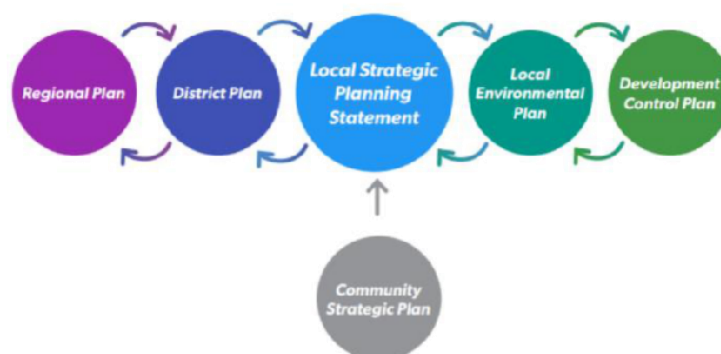 Regional Plan
District Plan
Local Strategic
Planning
Statement
Local
Environmental
Plan
Development
Control Plan
Community
Strategic Plan